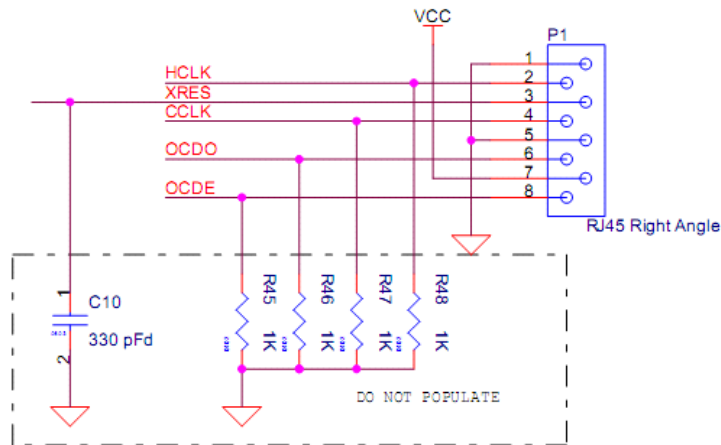 VCC
P1
HCLK
XRES
CCLK
OCDO
OCDE
1
2
3
4
5
6
7
8
RJ45 Right Angle
1
C10
330 pFd
2
R45
1K
R46
1K
R47
1K
R48
1K
DO NOT POPULATE